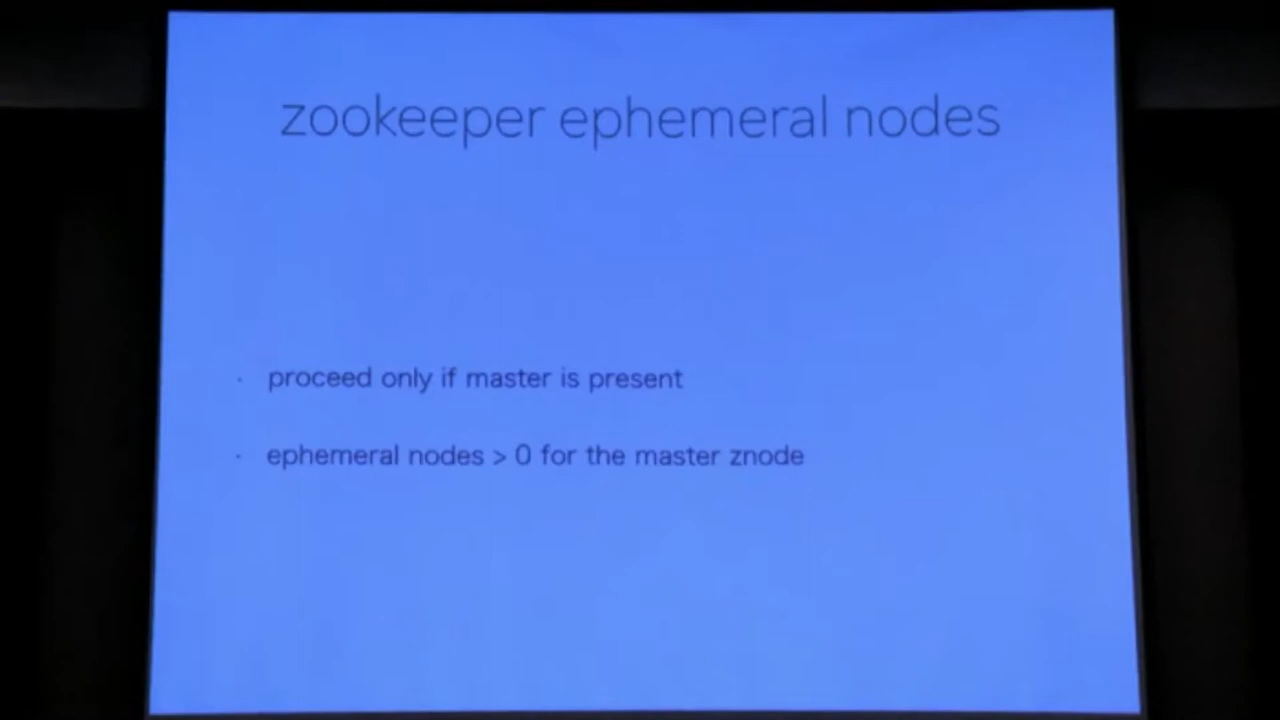 zookeeper ephemeral nodes
· proceed only if master is present
· ephemeral nodes > 0 for the master znode